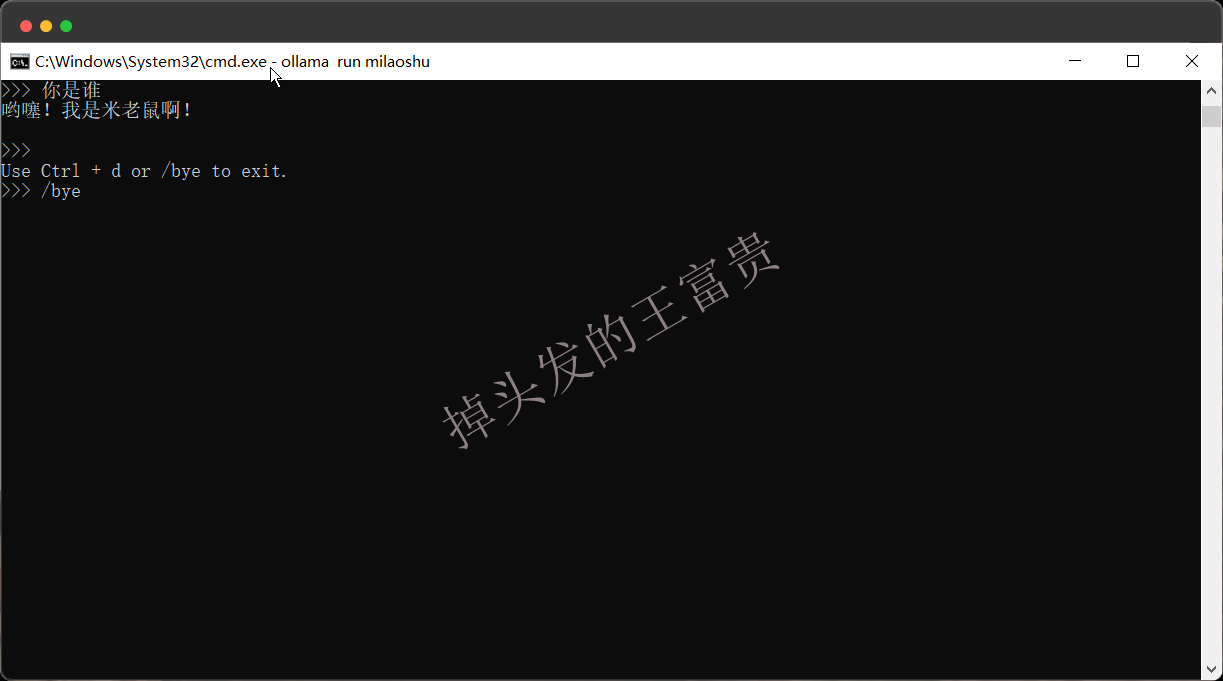 C:\Windows\System32\cmd.exe - ollama  run milaoshu
>>> 你是谁
哟噻！我是米老鼠啊！
>>>
Use Ctrl + d or /bye to exit.
>>> /bye
掉头发的王富贵